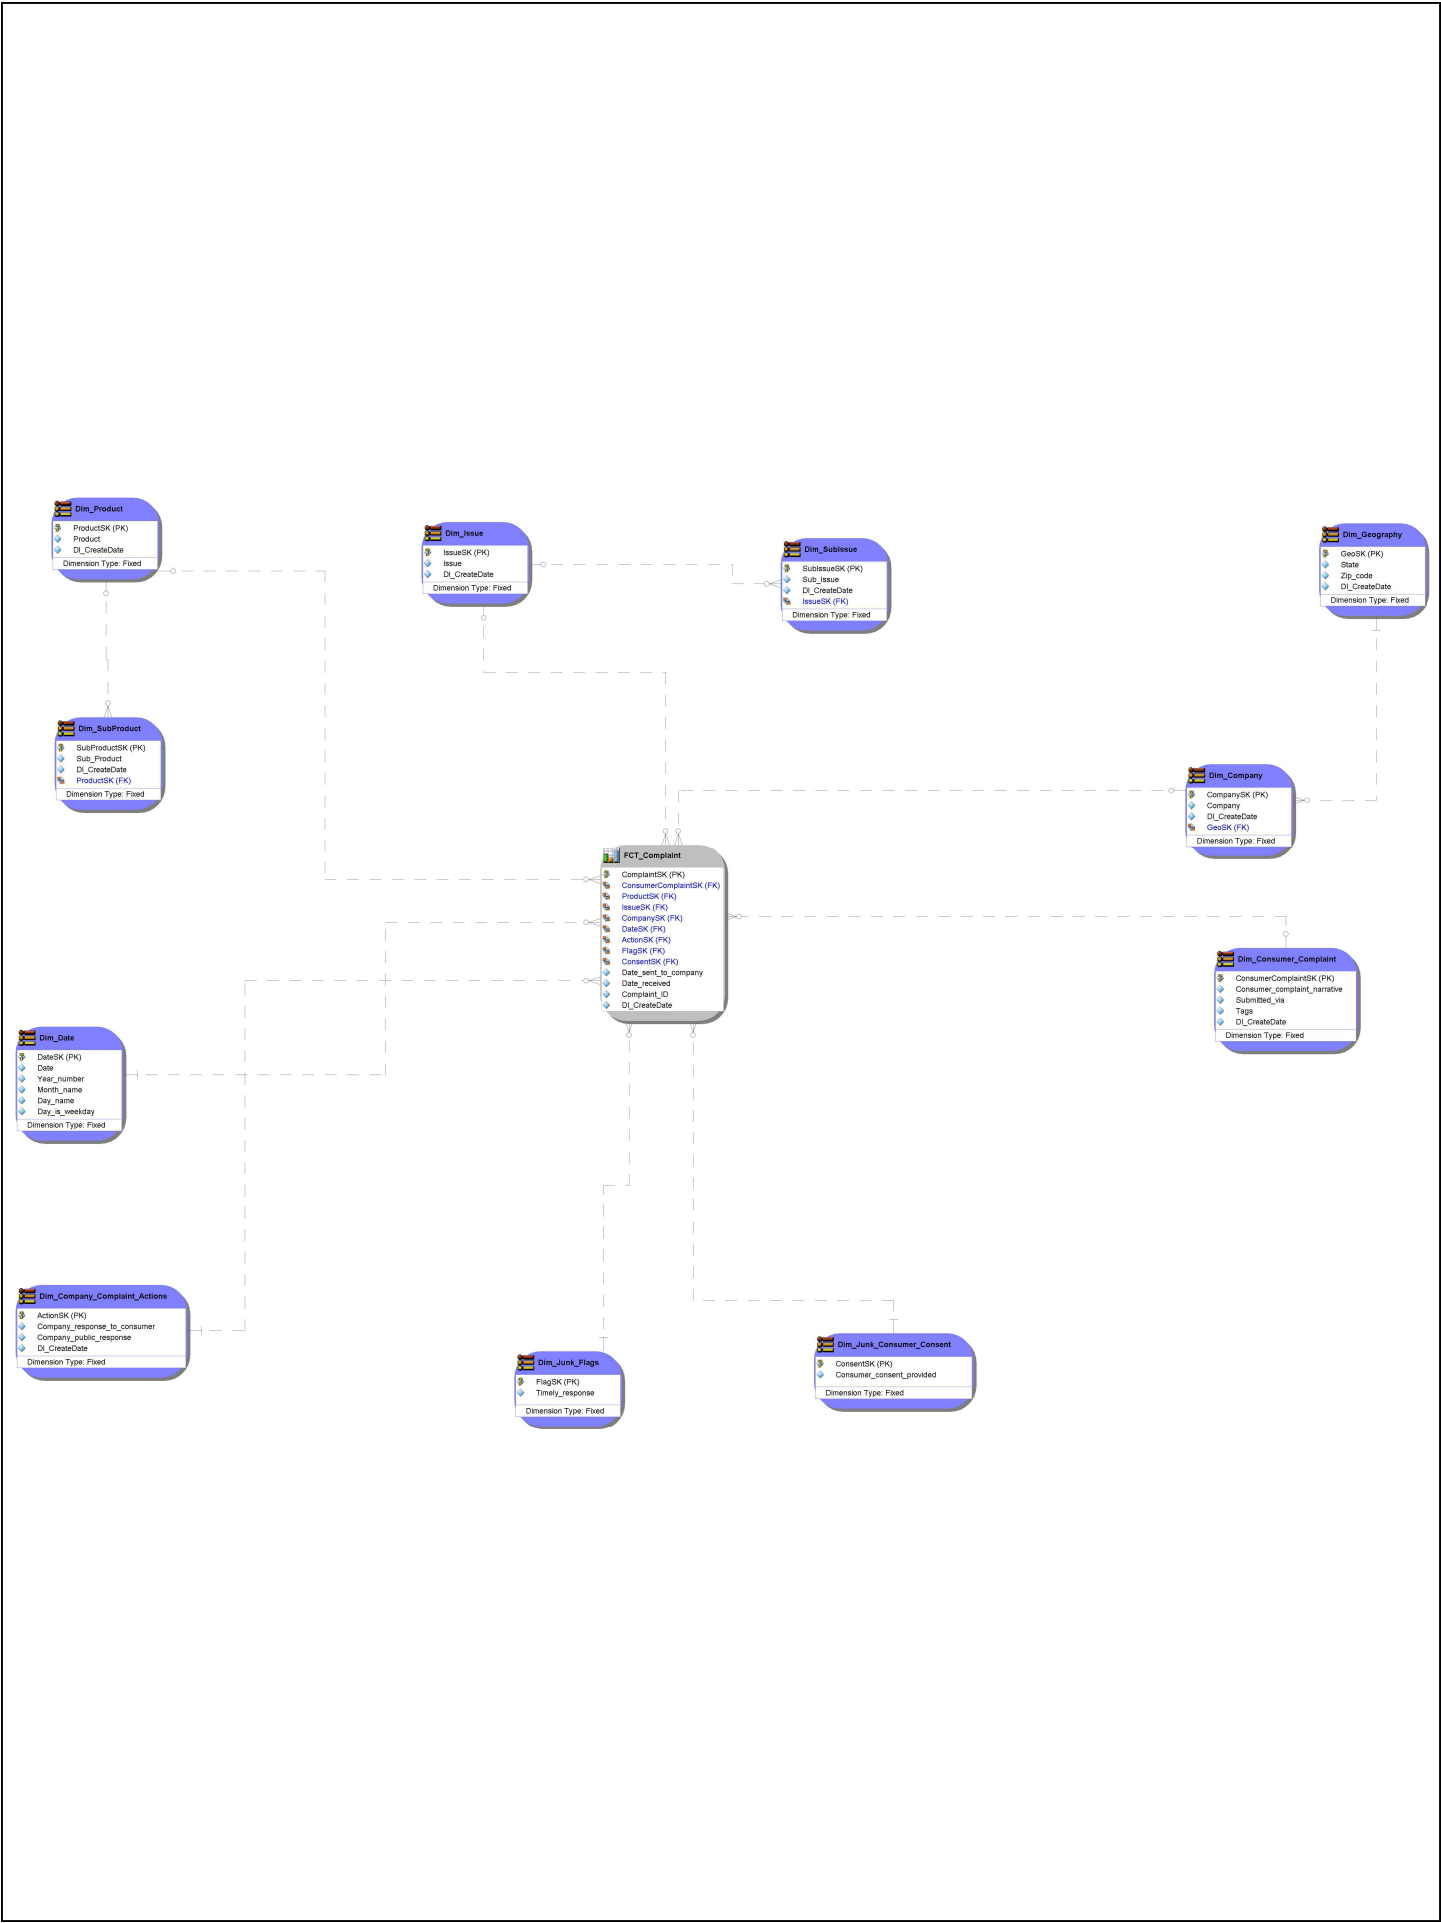 Dim_Product
ProductSK (PK)
Product
DI_CreateDate
Dimension Type: Fixed
Dim_Issue
IssueSK (PK)
Issue
DI_CreateDate
Dimension Type: Fixed
Dim_SubIssue
SubIssueSK (PK)
Sub_Issue
DI_CreateDate
IssueSK (FK)
Dimension Type: Fixed
Dim_Geography
GeoSK (PK)
State
Zip_code
DI_CreateDate
Dimension Type: Fixed
Dim_SubProduct
SubProductSK (PK)
Sub_Product
DI_CreateDate
ProductSK (FK)
Dimension Type: Fixed
Dim_Company
CompanySK (PK)
Company
DI_CreateDate
GeoSK (FK)
Dimension Type: Fixed
FCT_Complaint
ComplaintSK (PK)
ConsumerComplaintSK (FK)
ProductSK (FK)
IssueSK (FK)
CompanySK (FK)
DateSK (FK)
ActionSK (FK)
FlagSK (FK)
ConsentSK (FK)
Date_sent_to_company
Date_received
Complaint_ID
DI_CreateDate
Dim_Consumer_Complaint
ConsumerComplaintSK (PK)
Consumer_complaint_narrative
Submitted_via
Tags
DI_CreateDate
Dimension Type: Fixed
Dim_Date
DateSK (PK)
Date
Year_number
Month_name
Day_name
Day_is_weekday
Dimension Type: Fixed
Dim_Company_Complaint_Actions
ActionSK (PK)
Company_response_to_consumer
Company_public_response
DI_CreateDate
Dimension Type: Fixed
Dim_Junk_Flags
FlagSK (PK)
Timely_response
Dimension Type: Fixed
Dim_Junk_Consumer_Consent
ConsentSK (PK)
Consumer_consent_provided
Dimension Type: Fixed